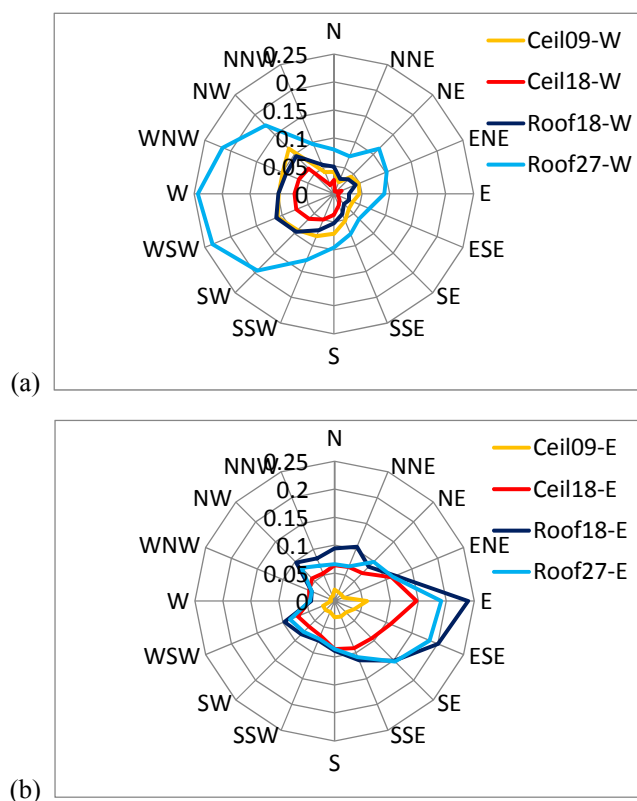 N
NNW
0.25
NNE
Ceil09-W
NW
0.2
NE
Ceil18-W
0.15
WNW
0.1
ENE
Roof18-W
0.05
Roof27-W
W
0
E
WSW
ESE
SW
SE
SSW
SSE
S
(a)
N
NNW
0.25
NNE
Ceil09-E
NW
0.2
NE
Ceil18-E
0.15
WNW
0.1
ENE
Roof18-E
0.05
Roof27-E
W
0
E
WSW
ESE
SW
SE
SSW
SSE
S
(b)